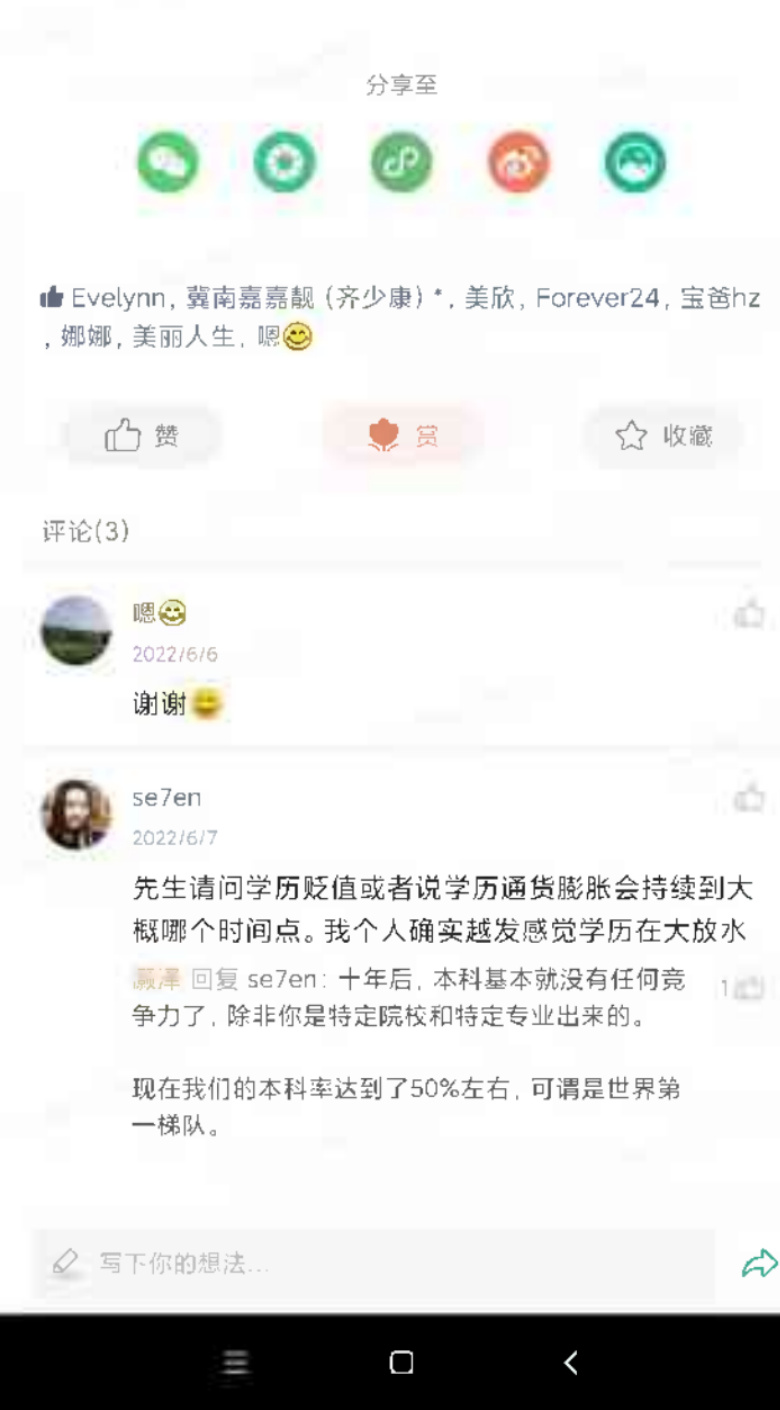 分享至
Evelynn, 冀南嘉嘉靓 (齐少康) *, 美欣, Forever24, 宝爸hz
, 娜娜, 美丽人生, 嗯😊
赞
赏
收藏
评论(3)
嗯😊
2022/6/6
谢谢😄
se7en
2022/6/7
先生请问学历贬值或者说学历通货膨胀会持续到大
概哪个时间点。我个人确实越发感觉学历在大放水
灏泽 回复 se7en: 十年后, 本科基本就没有任何竞
1
争力了, 除非你是特定院校和特定专业出来的。
现在我们的本科率达到了50%左右, 可谓是世界第
一梯队。
写下你的想法...